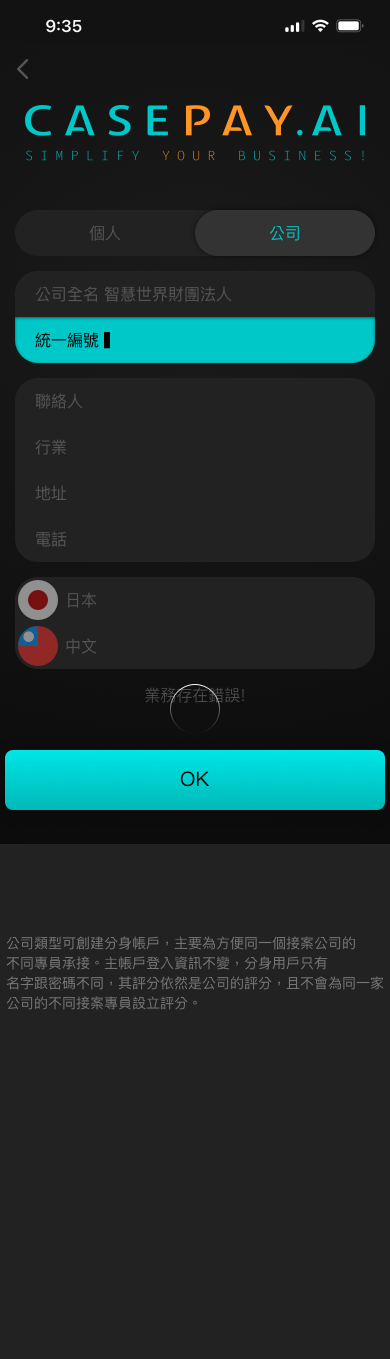 9:35
CASEPAY.AI
SIMPLIFY YOUR BUSINESS!
個人
公司
公司全名 智慧世界財團法人
統一編號
聯絡人
行業
地址
電話
日本
中文
業務存在錯誤!
OK
公司類型可創建分身帳戶，主要為方便同一個接案公司的
不同專員承接。主帳戶登入資訊不變，分身用戶只有
名字跟密碼不同，其評分依然是公司的評分，且不會為同一家
公司的不同接案專員設立評分。